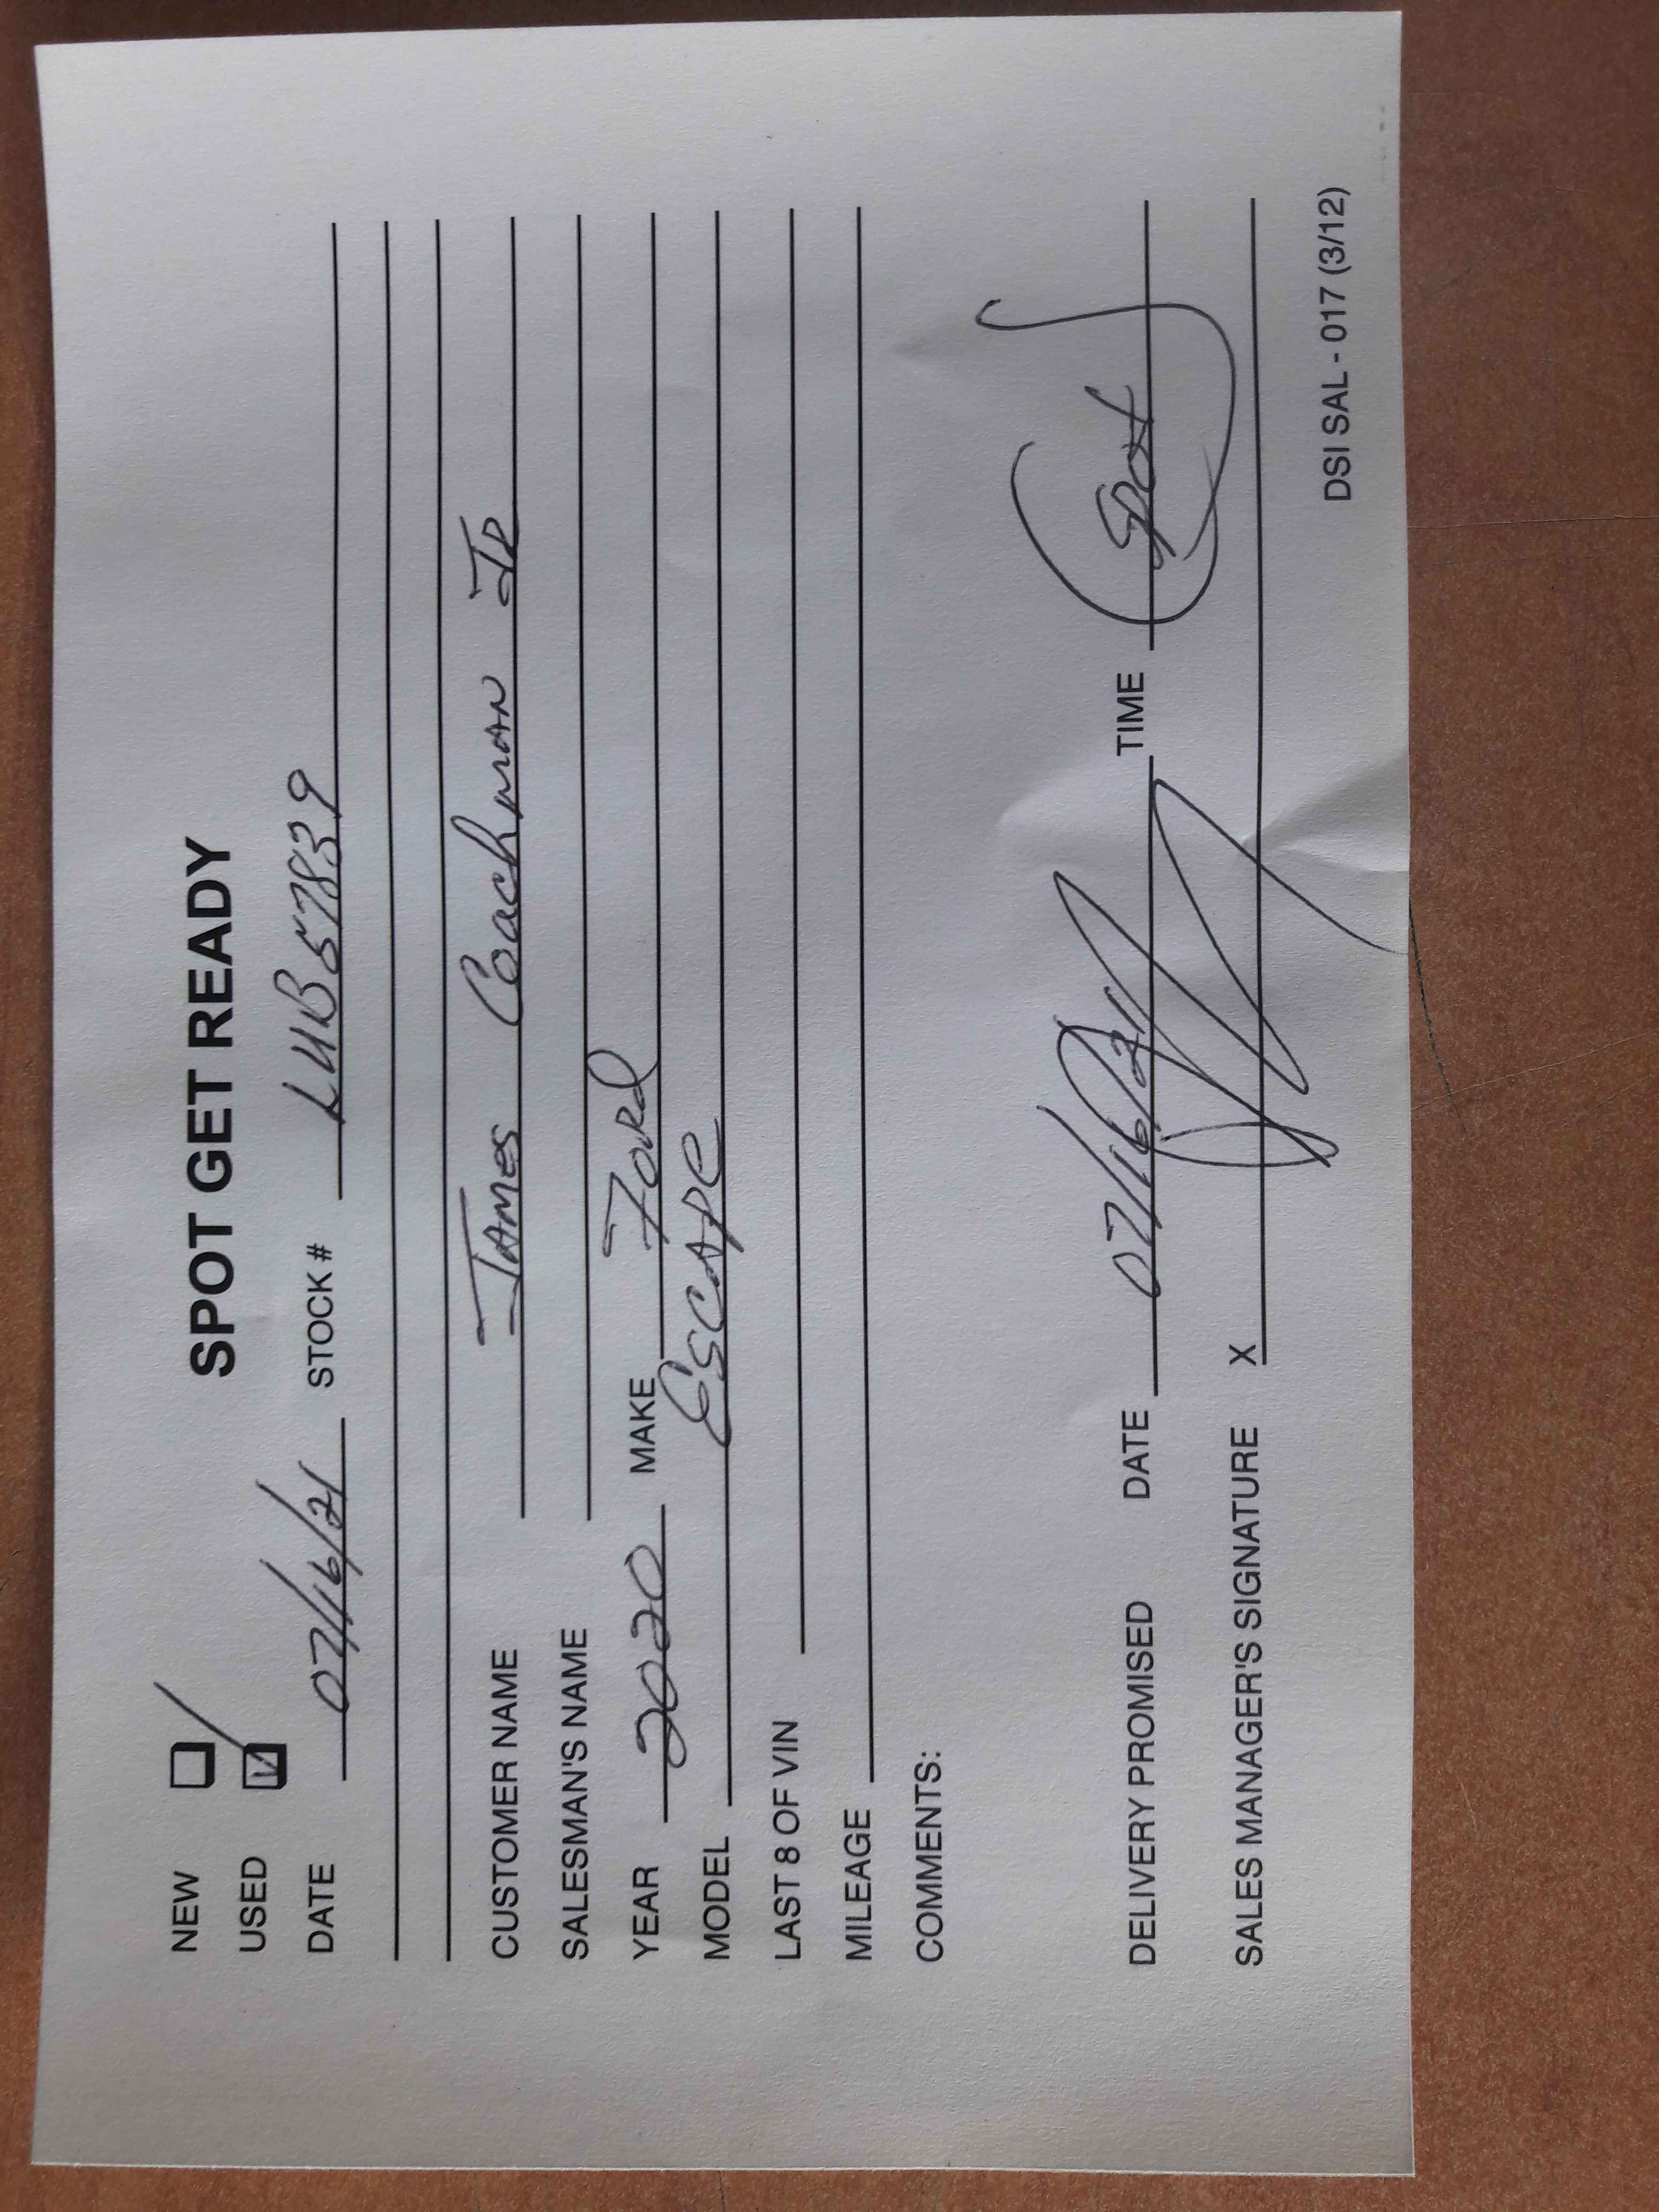 SPOT GET READY
NEW
USED
DATE 07/16/21 STOCK # LUB57839
CUSTOMER NAME James Coachman JR
SALESMAN'S NAME
YEAR 2020 MAKE Ford
MODEL Escape
LAST 8 OF VIN
MILEAGE
COMMENTS:
DELIVERY PROMISED DATE 07/16/21 TIME Spot
SALES MANAGER'S SIGNATURE X
DSI SAL - 017 (3/12)